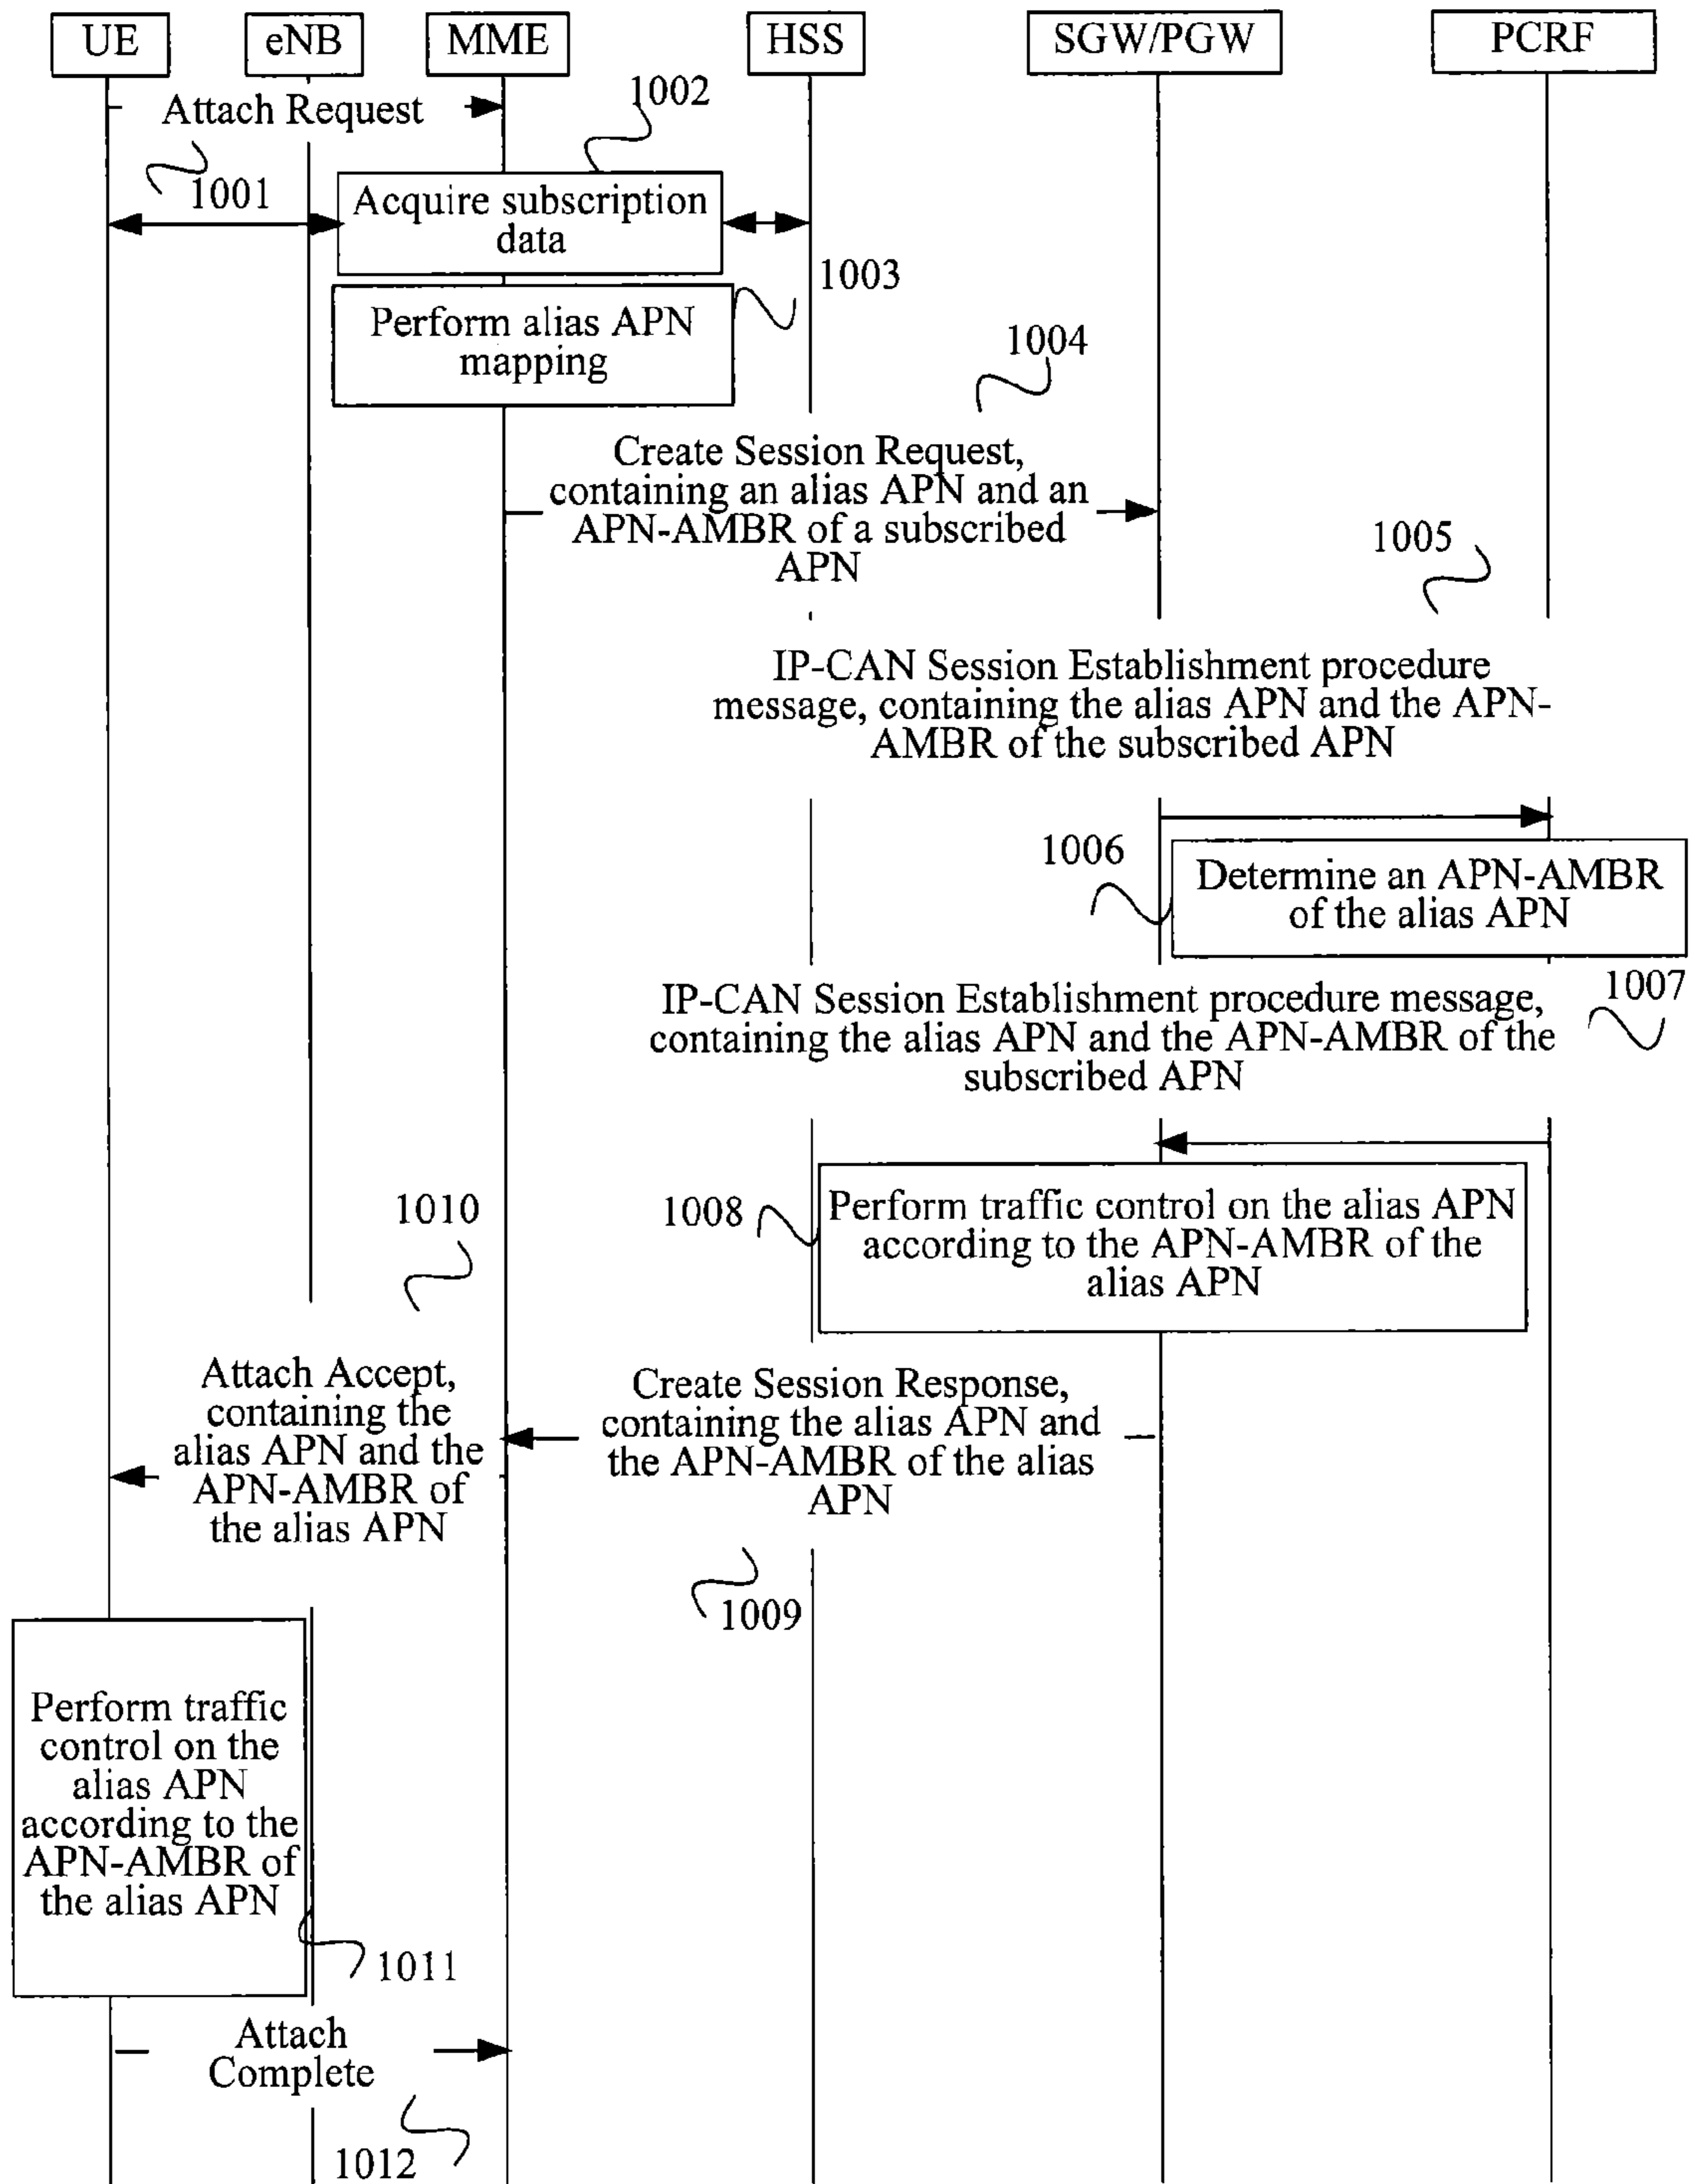 UE
eNB
MME
HSS
SGW/PGW
PCRF
Attach Request
1002
1001
Acquire subscription
data
1003
Perform alias APN
mapping
1004
Create Session Request,
containing an alias APN and an
APN-AMBR of a subscribed
APN
1005
IP-CAN Session Establishment procedure
message, containing the alias APN and the APN-
AMBR of the subscribed APN
1006
Determine an APN-AMBR
of the alias APN
IP-CAN Session Establishment procedure message,
containing the alias APN and the APN-AMBR of the
subscribed APN
1007
1008
Perform traffic control on the alias APN
according to the APN-AMBR of the
alias APN
1010
Attach Accept,
containing the
alias APN and the
APN-AMBR of
the alias APN
Create Session Response,
containing the alias APN and
the APN-AMBR of the alias
APN
1009
Perform traffic
control on the
alias APN
according to the
APN-AMBR of
the alias APN
1011
Attach
Complete
1012